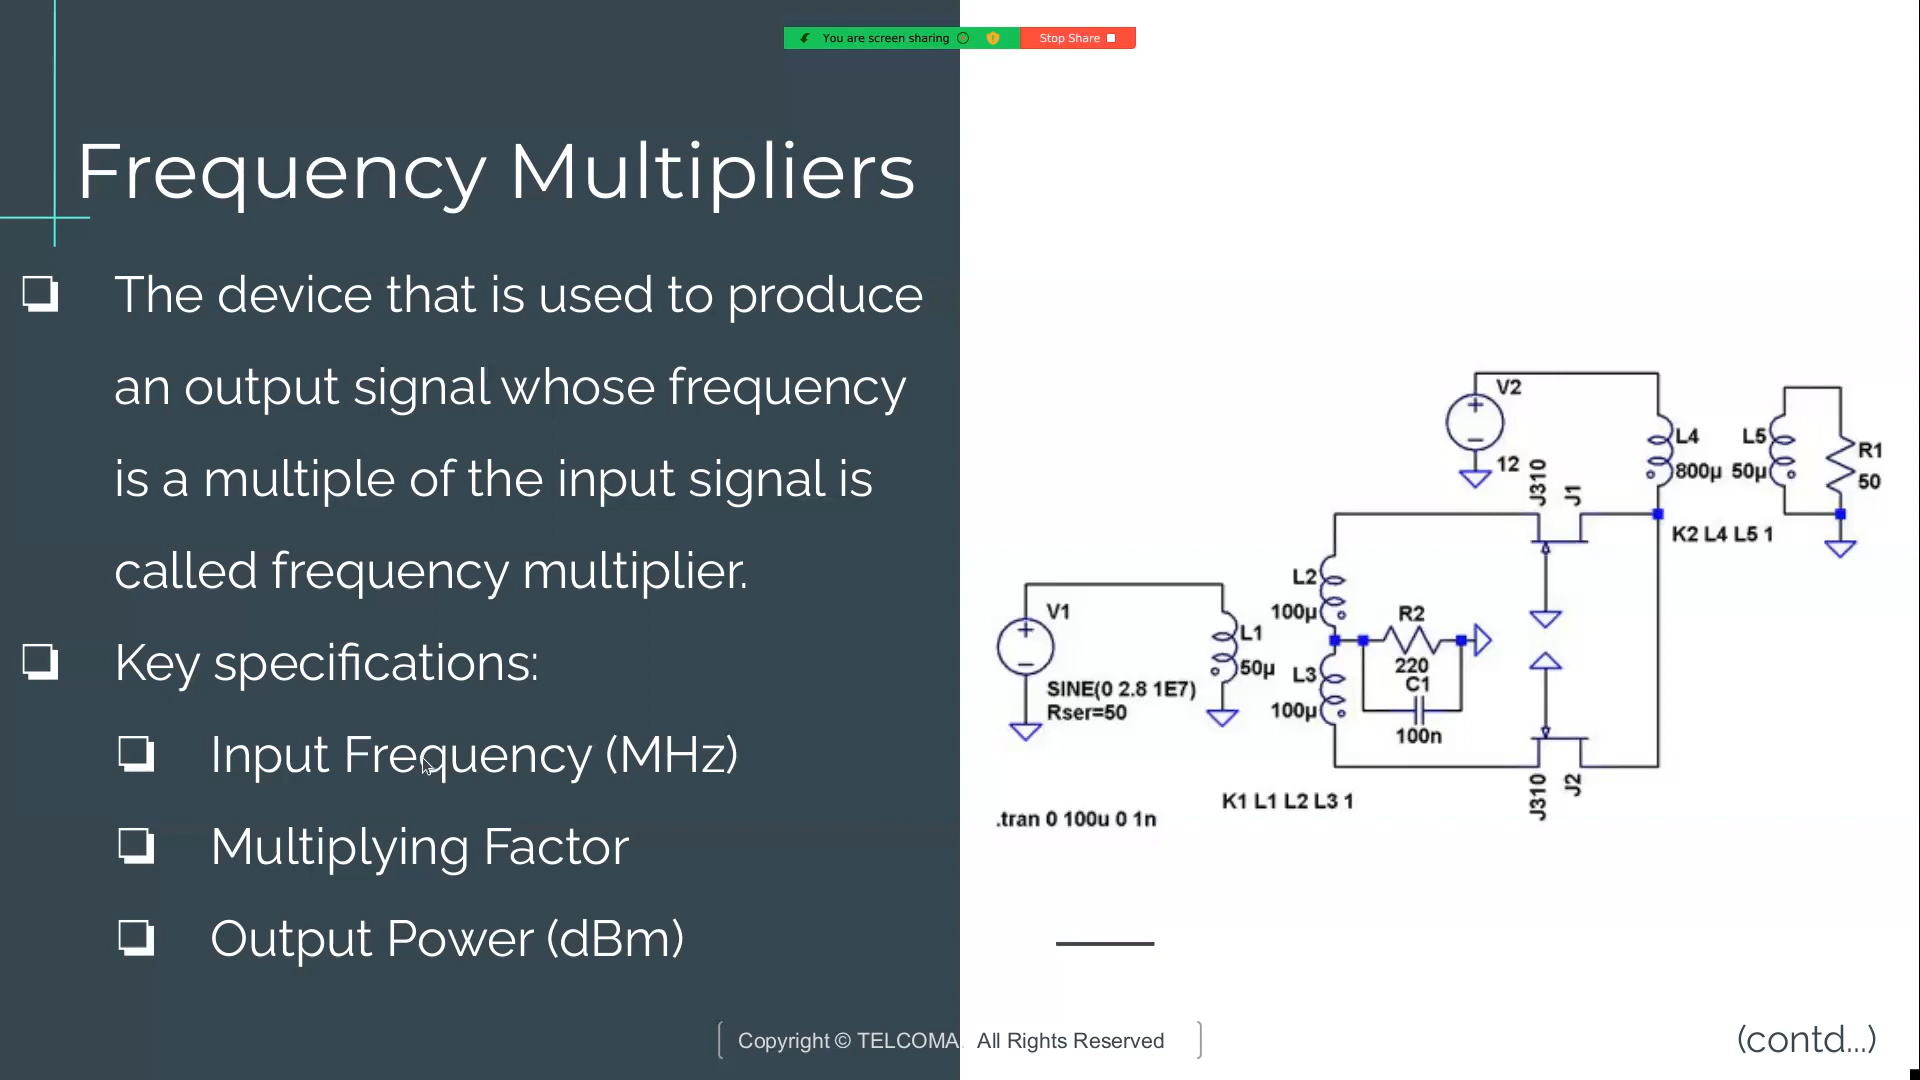 You are screen sharing
Stop Share
Frequency Multipliers
The device that is used to produce
an output signal whose frequency
is a multiple of the input signal is
called frequency multiplier.
Key specifications:
Input Frequency (MHz)
Multiplying Factor
Output Power (dBm)
V2
12
J310
J1
L4
800µ
L5
50µ
R1
50
K2 L4 L5 1
L2
100µ
V1
SINE(0 2.8 1E7)
Rser=50
L1
50µ
L3
100µ
R2
220
C1
100n
J310
J2
K1 L1 L2 L3 1
.tran 0 100u 0 1n
Copyright © TELCOMA. All Rights Reserved
(contd...)